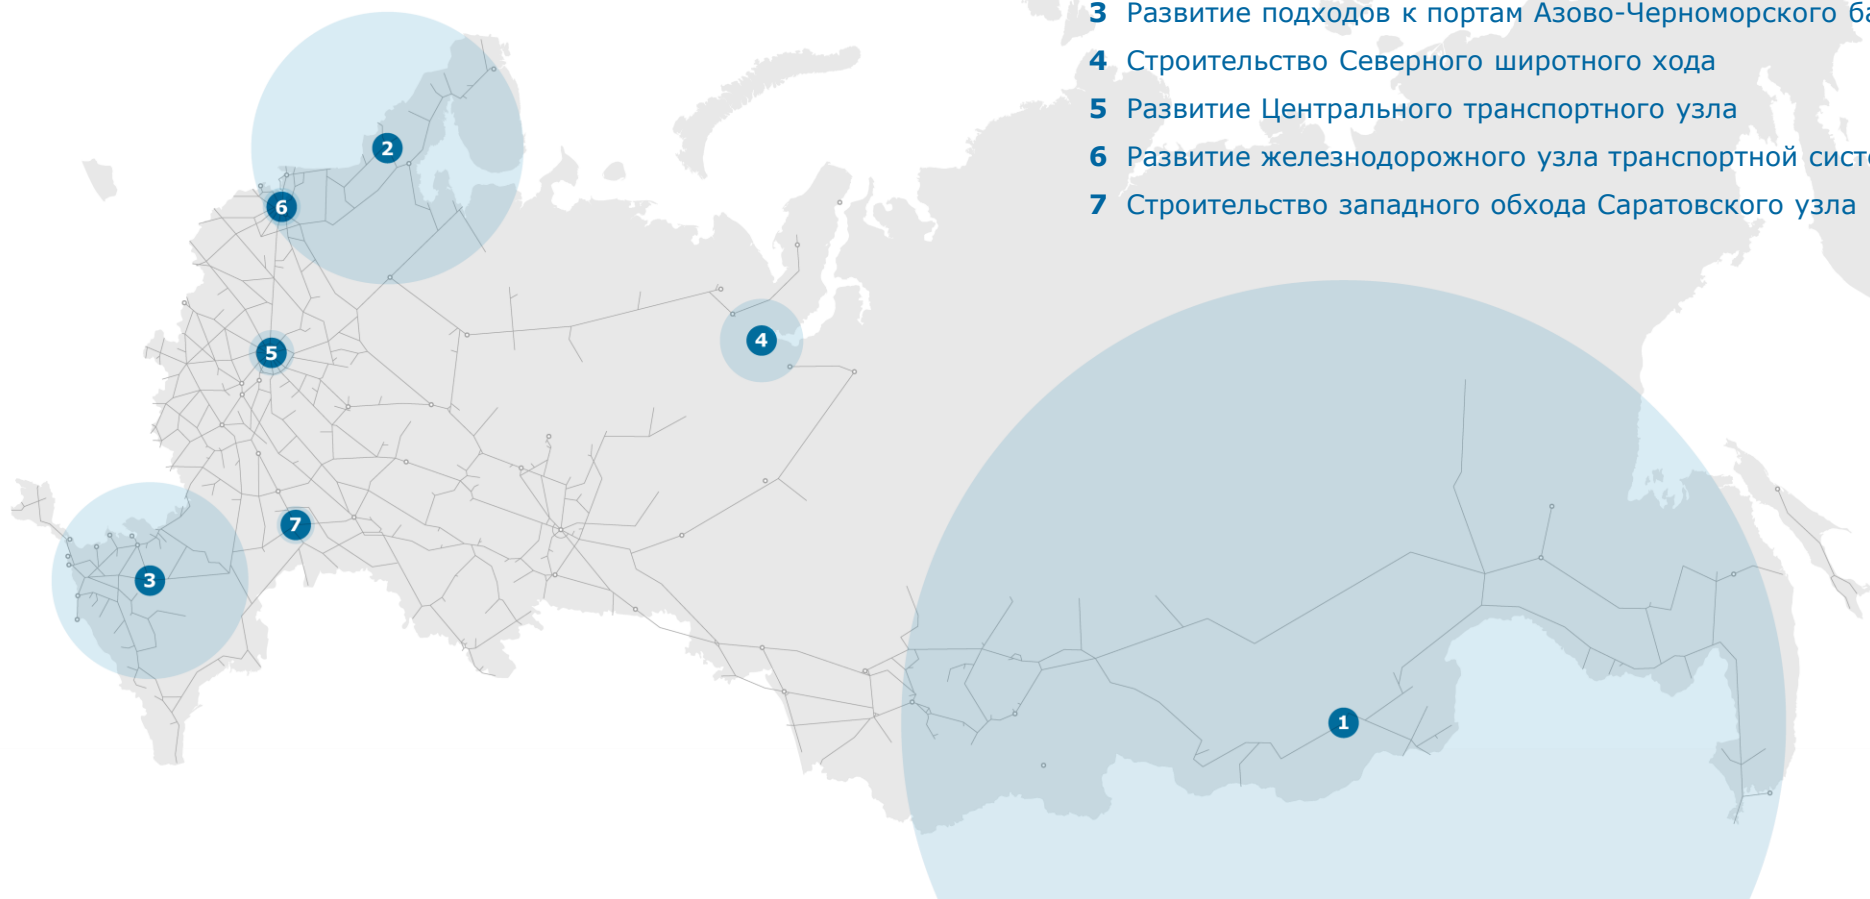 3 Развитие подходов к портам Азово-Черноморского
4 Строительство Северного широтного хода
5 Развитие Центрального транспортного узла
6 Развитие железнодорожного узла транспортной
7 Строительство западного обхода Саратовского узла
2
6
4
5
7
3
1